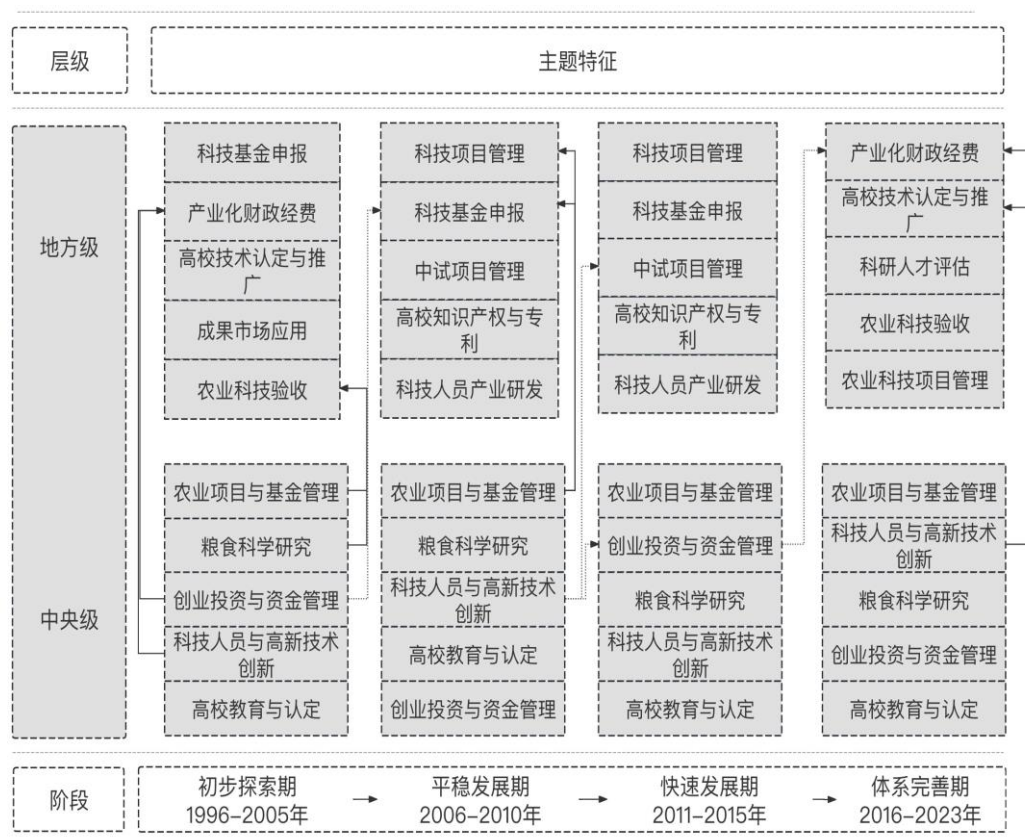 层级
主题特征
地方级
科技基金申报
产业化财政经费
高校技术认定与推
广
成果市场应用
农业科技验收
科技项目管理
科技基金申报
中试项目管理
高校知识产权与专
利
科技人员产业研发
科技项目管理
科技基金申报
中试项目管理
高校知识产权与专
利
科技人员产业研发
产业化财政经费
高校技术认定与推
广
科研人才评估
农业科技验收
农业科技项目管理
中央级
农业项目与基金管理
粮食科学研究
创业投资与资金管理
科技人员与高新技术
创新
高校教育与认定
农业项目与基金管理
粮食科学研究
科技人员与高新技术
创新
高校教育与认定
创业投资与资金管理
农业项目与基金管理
创业投资与资金管理
粮食科学研究
科技人员与高新技术
创新
高校教育与认定
农业项目与基金管理
科技人员与高新技术
创新
粮食科学研究
创业投资与资金管理
高校教育与认定
阶段
初步探索期
1996–2005年
平稳发展期
2006–2010年
快速发展期
2011–2015年
体系完善期
2016–2023年